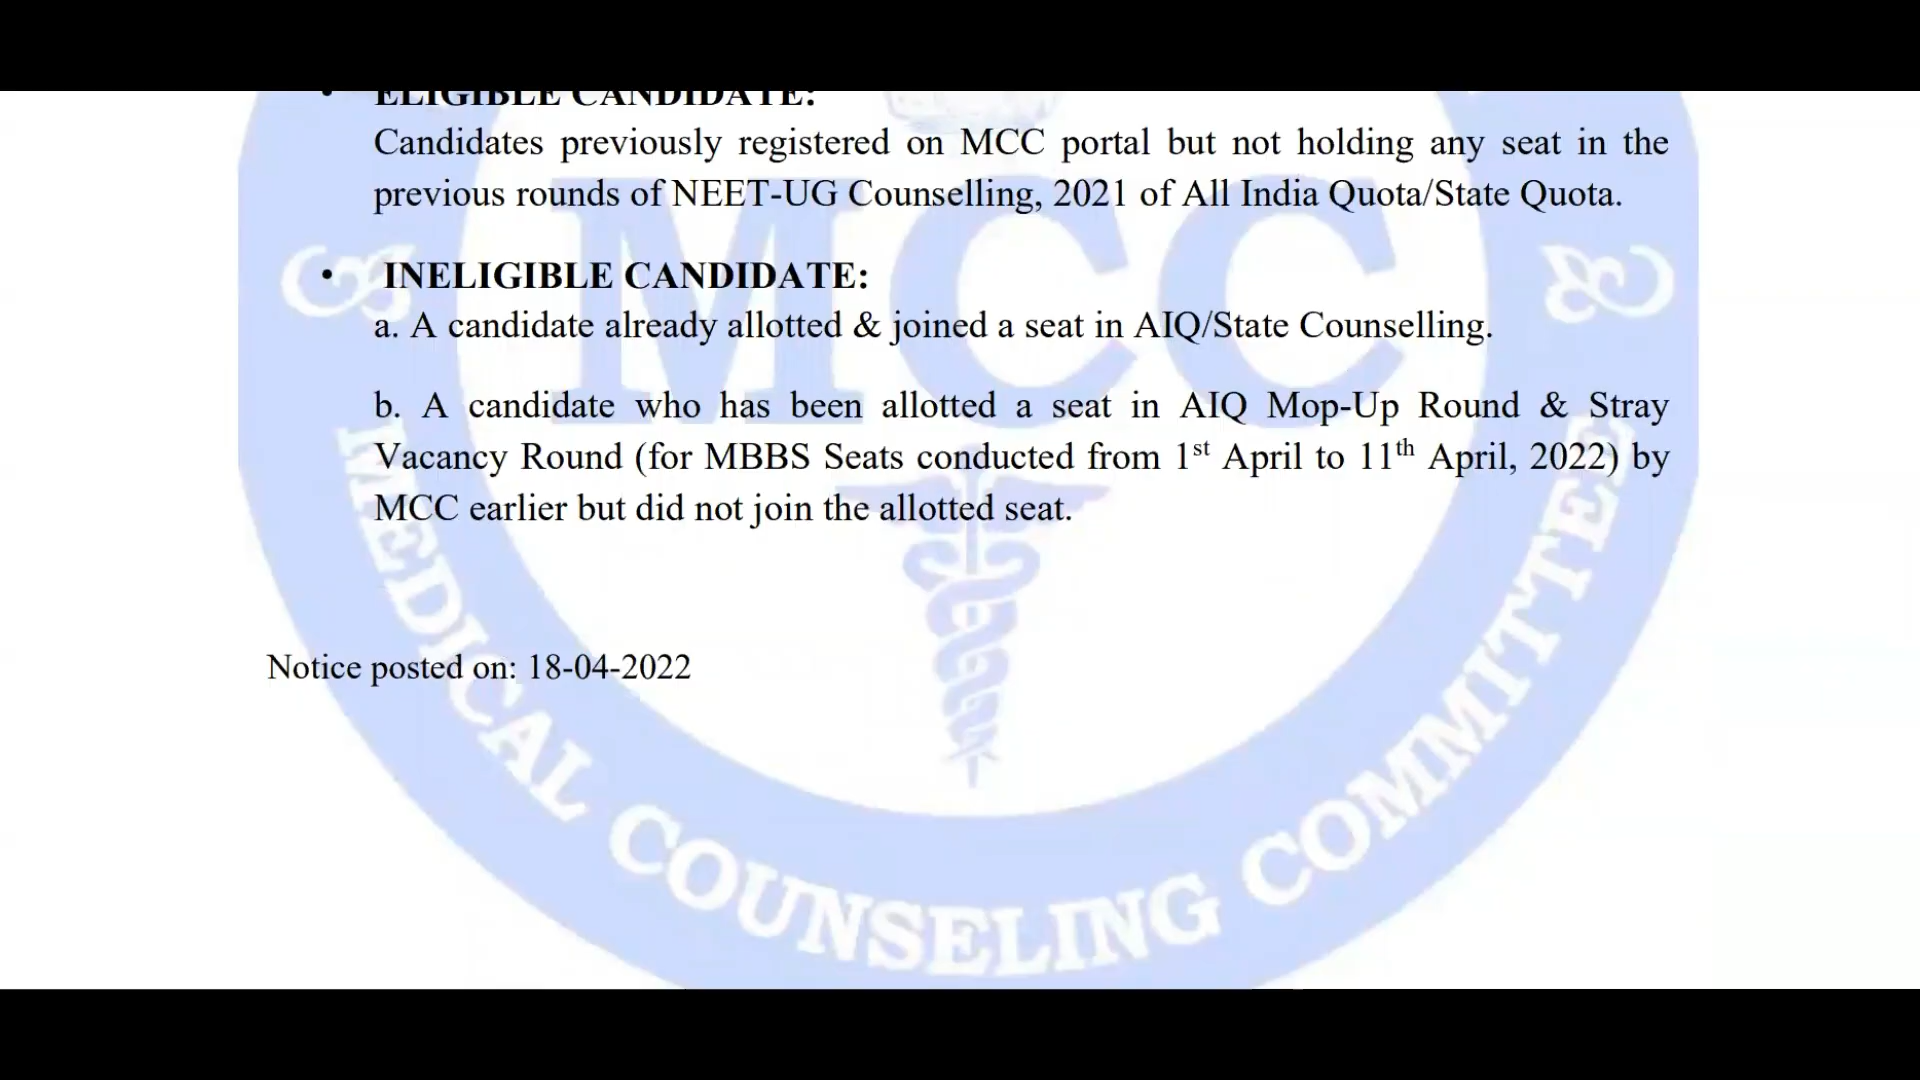 • ELIGIBLE CANDIDATE:
Candidates previously registered on MCC portal but not holding any seat in the
previous rounds of NEET-UG Counselling, 2021 of All India Quota/State Quota.
• INELIGIBLE CANDIDATE:
a. A candidate already allotted & joined a seat in AIQ/State Counselling.
b. A candidate who has been allotted a seat in AIQ Mop-Up Round & Stray
Vacancy Round (for MBBS Seats conducted from 1st April to 11th April, 2022) by
MCC earlier but did not join the allotted seat.
Notice posted on: 18-04-2022
MCC
MEDICAL COUNSELING COMMITTEE